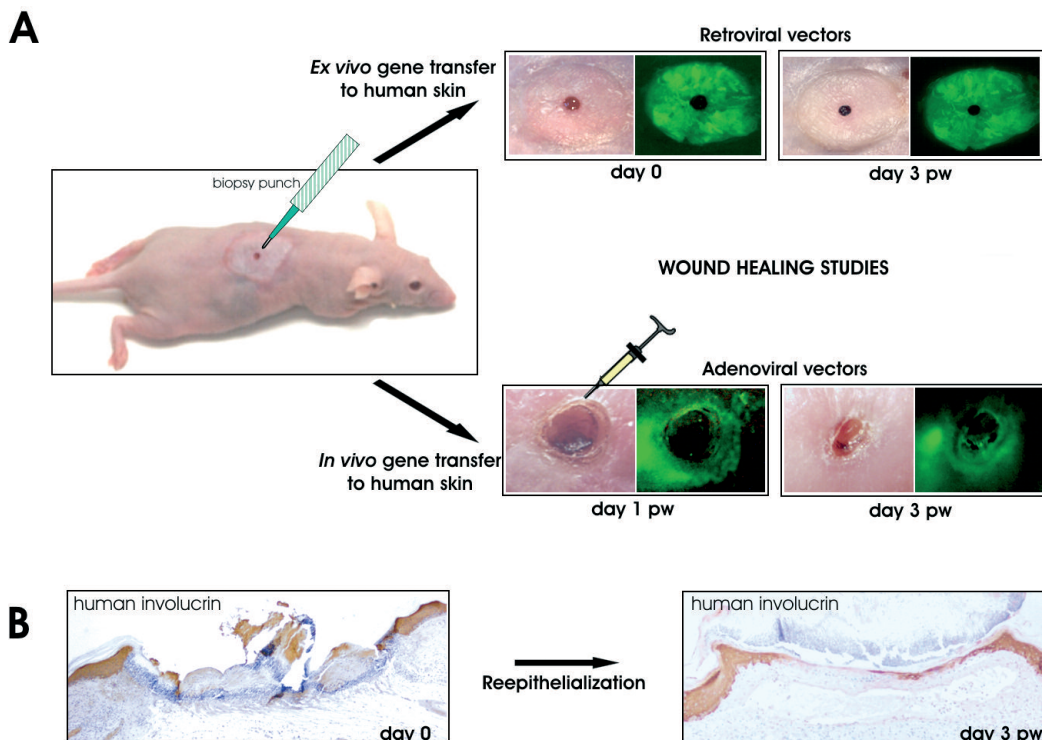 A
Ex vivo gene transfer
to human skin
Retroviral vectors
day 0
day 3 pw
biopsy punch
WOUND HEALING STUDIES
Adenoviral vectors
In vivo gene transfer
to human skin
day 1 pw
day 3 pw
B
human involucrin
day 0
Reepithelialization
human involucrin
day 3 pw